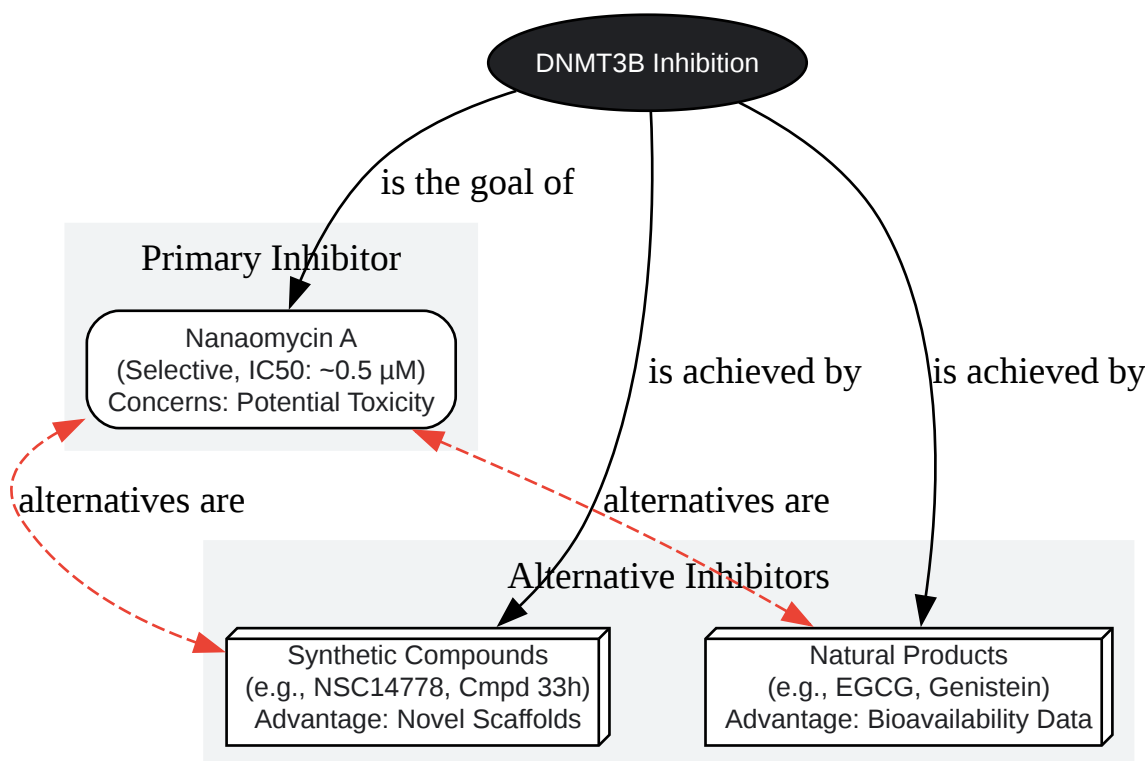 DNMT3B Inhibition
is the goal of
Primary Inhibitor
Nanaomycin A
(Selective, IC50: ~0.5 µM)
Concerns: Potential Toxicity
is achieved by
is achieved by
alternatives are
alternatives are
Alternative Inhibitors
Synthetic Compounds
(e.g., NSC14778, Cmpd 33h)
Advantage: Novel Scaffolds
Natural Products
(e.g., EGCG, Genistein)
Advantage: Bioavailability Data